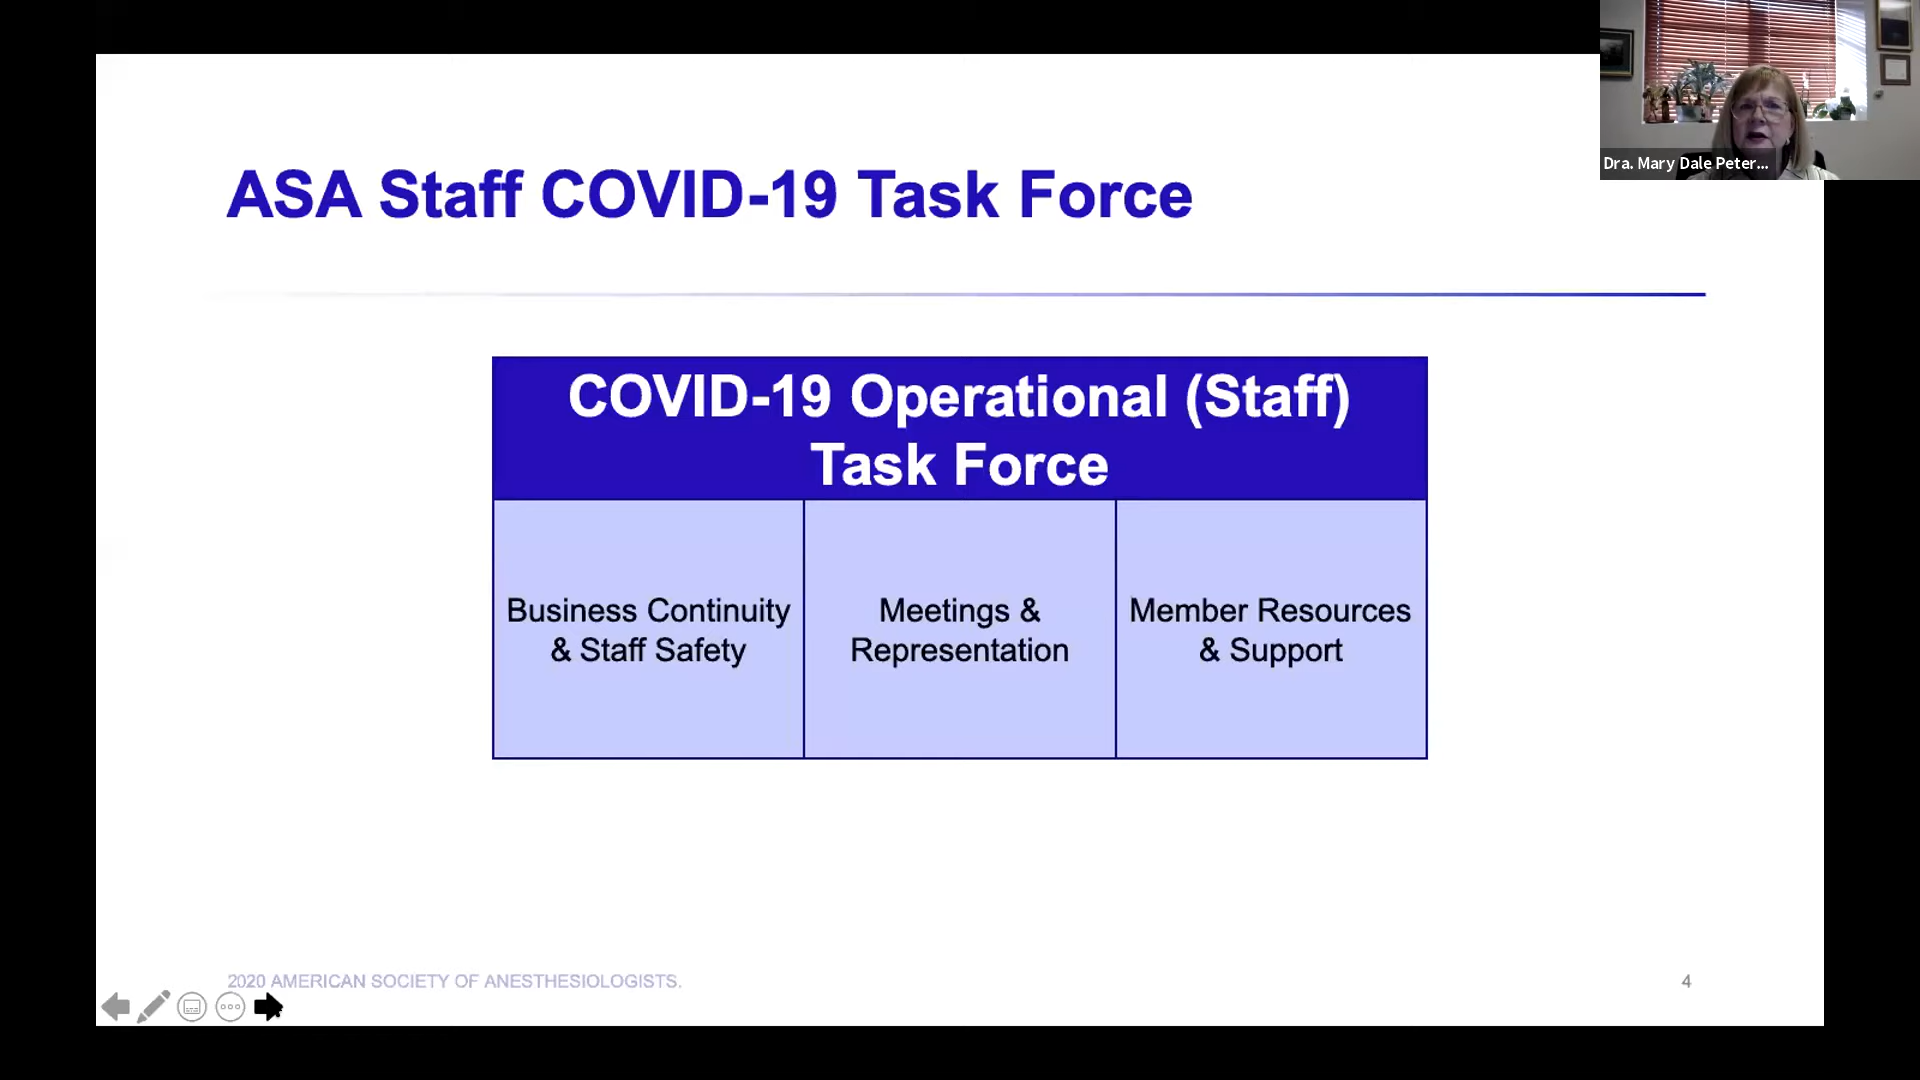 Dra. Mary Dale Peter...
ASA Staff COVID-19 Task Force
COVID-19 Operational (Staff)
Task Force
Business Continuity
& Staff Safety
Meetings &
Representation
Member Resources
& Support
2020 AMERICAN SOCIETY OF ANESTHESIOLOGISTS.
4